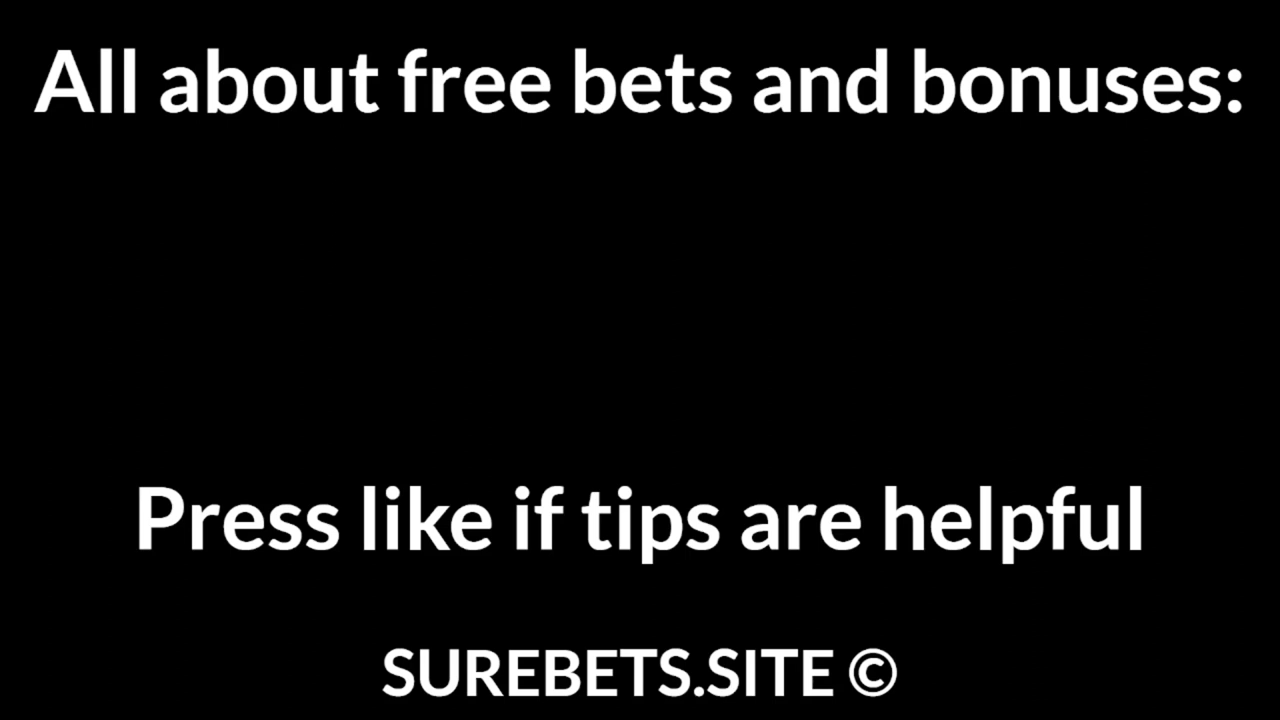 All about free bets and bonuses:
Press like if tips are helpful
SUREBETS.SITE ©